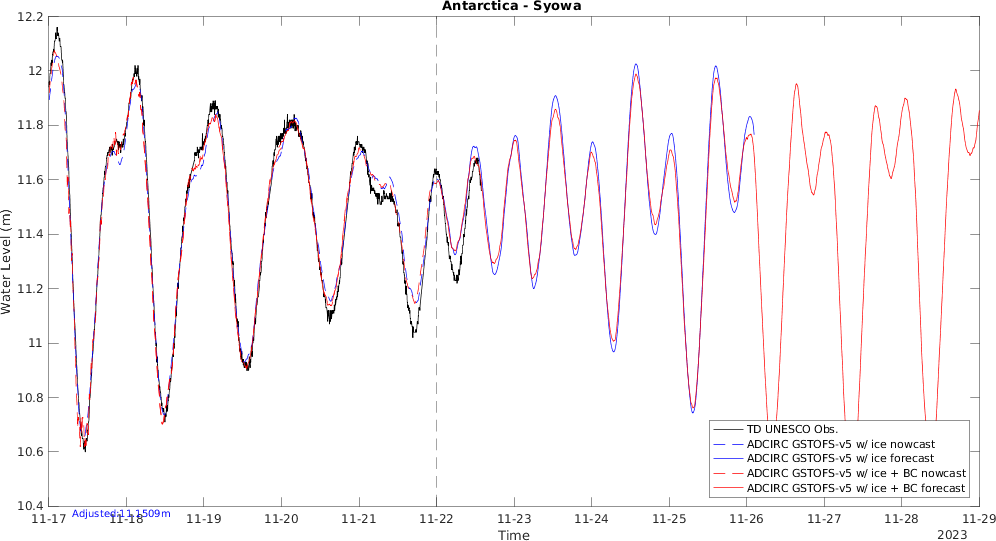 Antarctica - Syowa
12.2
12
11.8
11.6
11.4
11.2
11
10.8
10.6
10.4
Water Level (m)
TD UNESCO Obs.
ADCIRC GSTOFS-v5 w/ ice nowcast
ADCIRC GSTOFS-v5 w/ ice forecast
ADCIRC GSTOFS-v5 w/ ice + BC nowcast
ADCIRC GSTOFS-v5 w/ ice + BC forecast
Adjusted:11.1509m
11-17 11-18 11-19 11-20 11-21 11-22 11-23 11-24 11-25 11-26 11-27 11-28 11-29
Time
2023